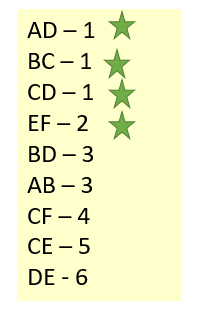 AD – 1
BC – 1
CD – 1
EF – 2
BD – 3
AB – 3
CF – 4
CE – 5
DE - 6